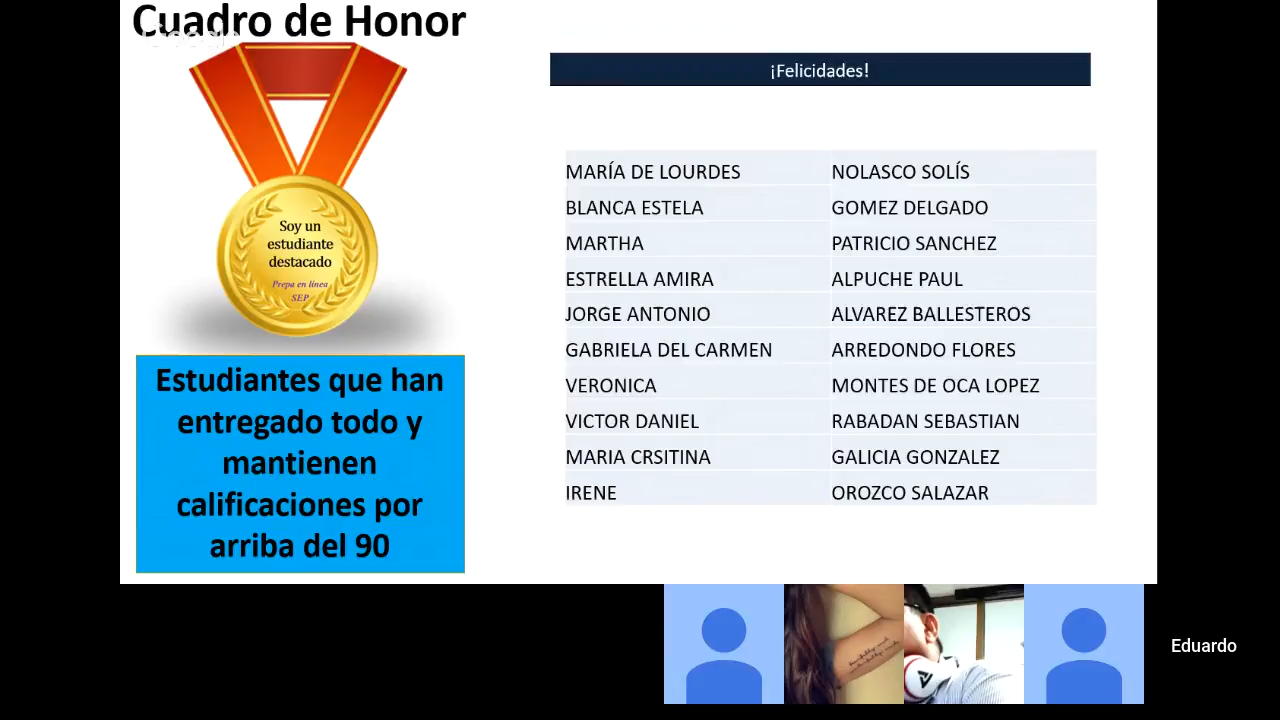 Cuadro de Honor
¡Felicidades!
Soy un
estudiante
destacado
Prepa en línea
SEP
Estudiantes que han
entregado todo y
mantienen
calificaciones por
arriba del 90
MARÍA DE LOURDES NOLASCO SOLÍS
BLANCA ESTELA GOMEZ DELGADO
MARTHA PATRICIO SANCHEZ
ESTRELLA AMIRA ALPUCHE PAUL
JORGE ANTONIO ALVAREZ BALLESTEROS
GABRIELA DEL CARMEN ARREDONDO FLORES
VERONICA MONTES DE OCA LOPEZ
VICTOR DANIEL RABADAN SEBASTIAN
MARIA CRSITINA GALICIA GONZALEZ
IRENE OROZCO SALAZAR
Eduardo